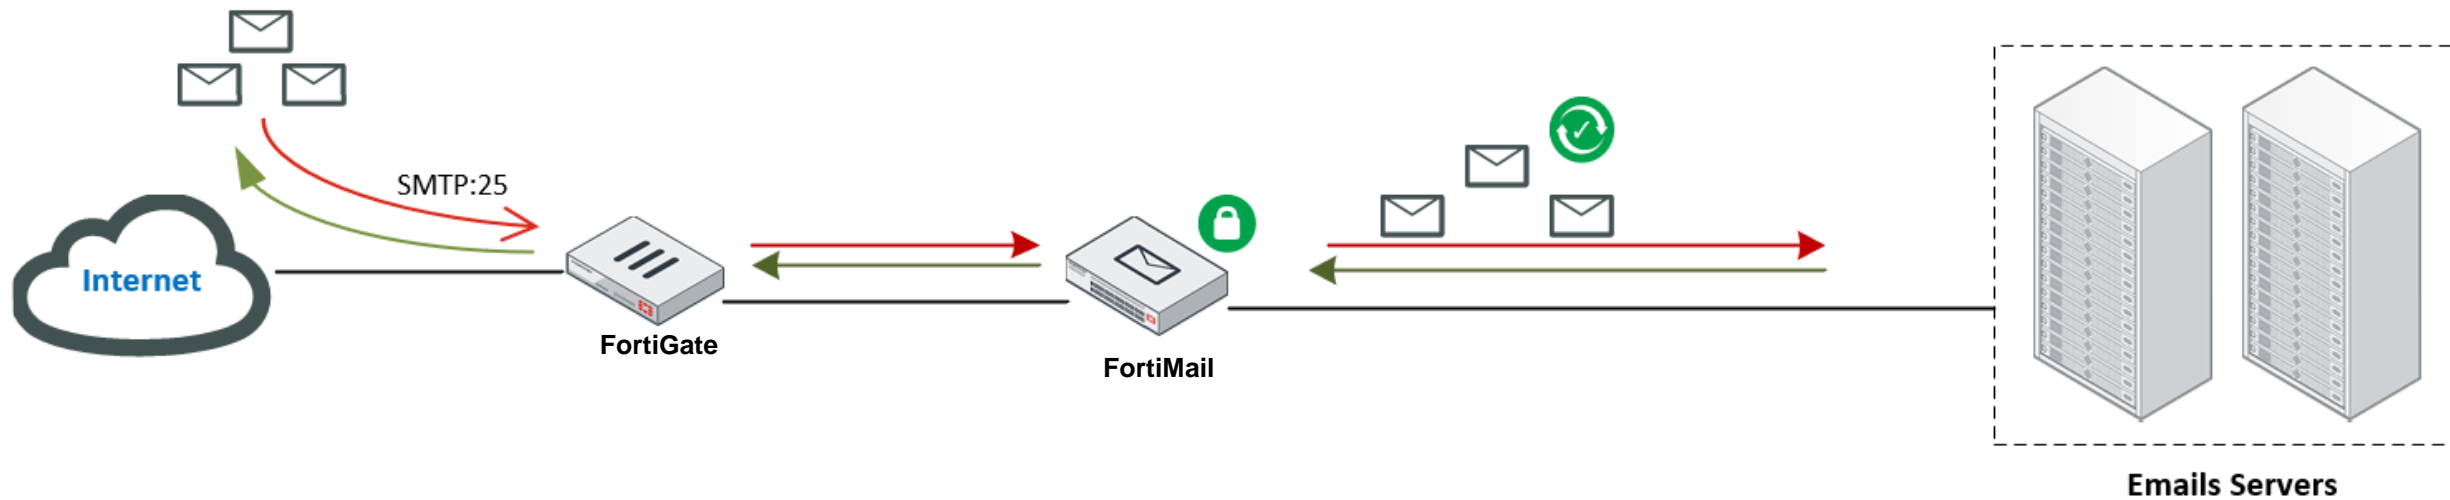 SMTP:25
Internet
FortiGate
FortiMail
Emails Servers